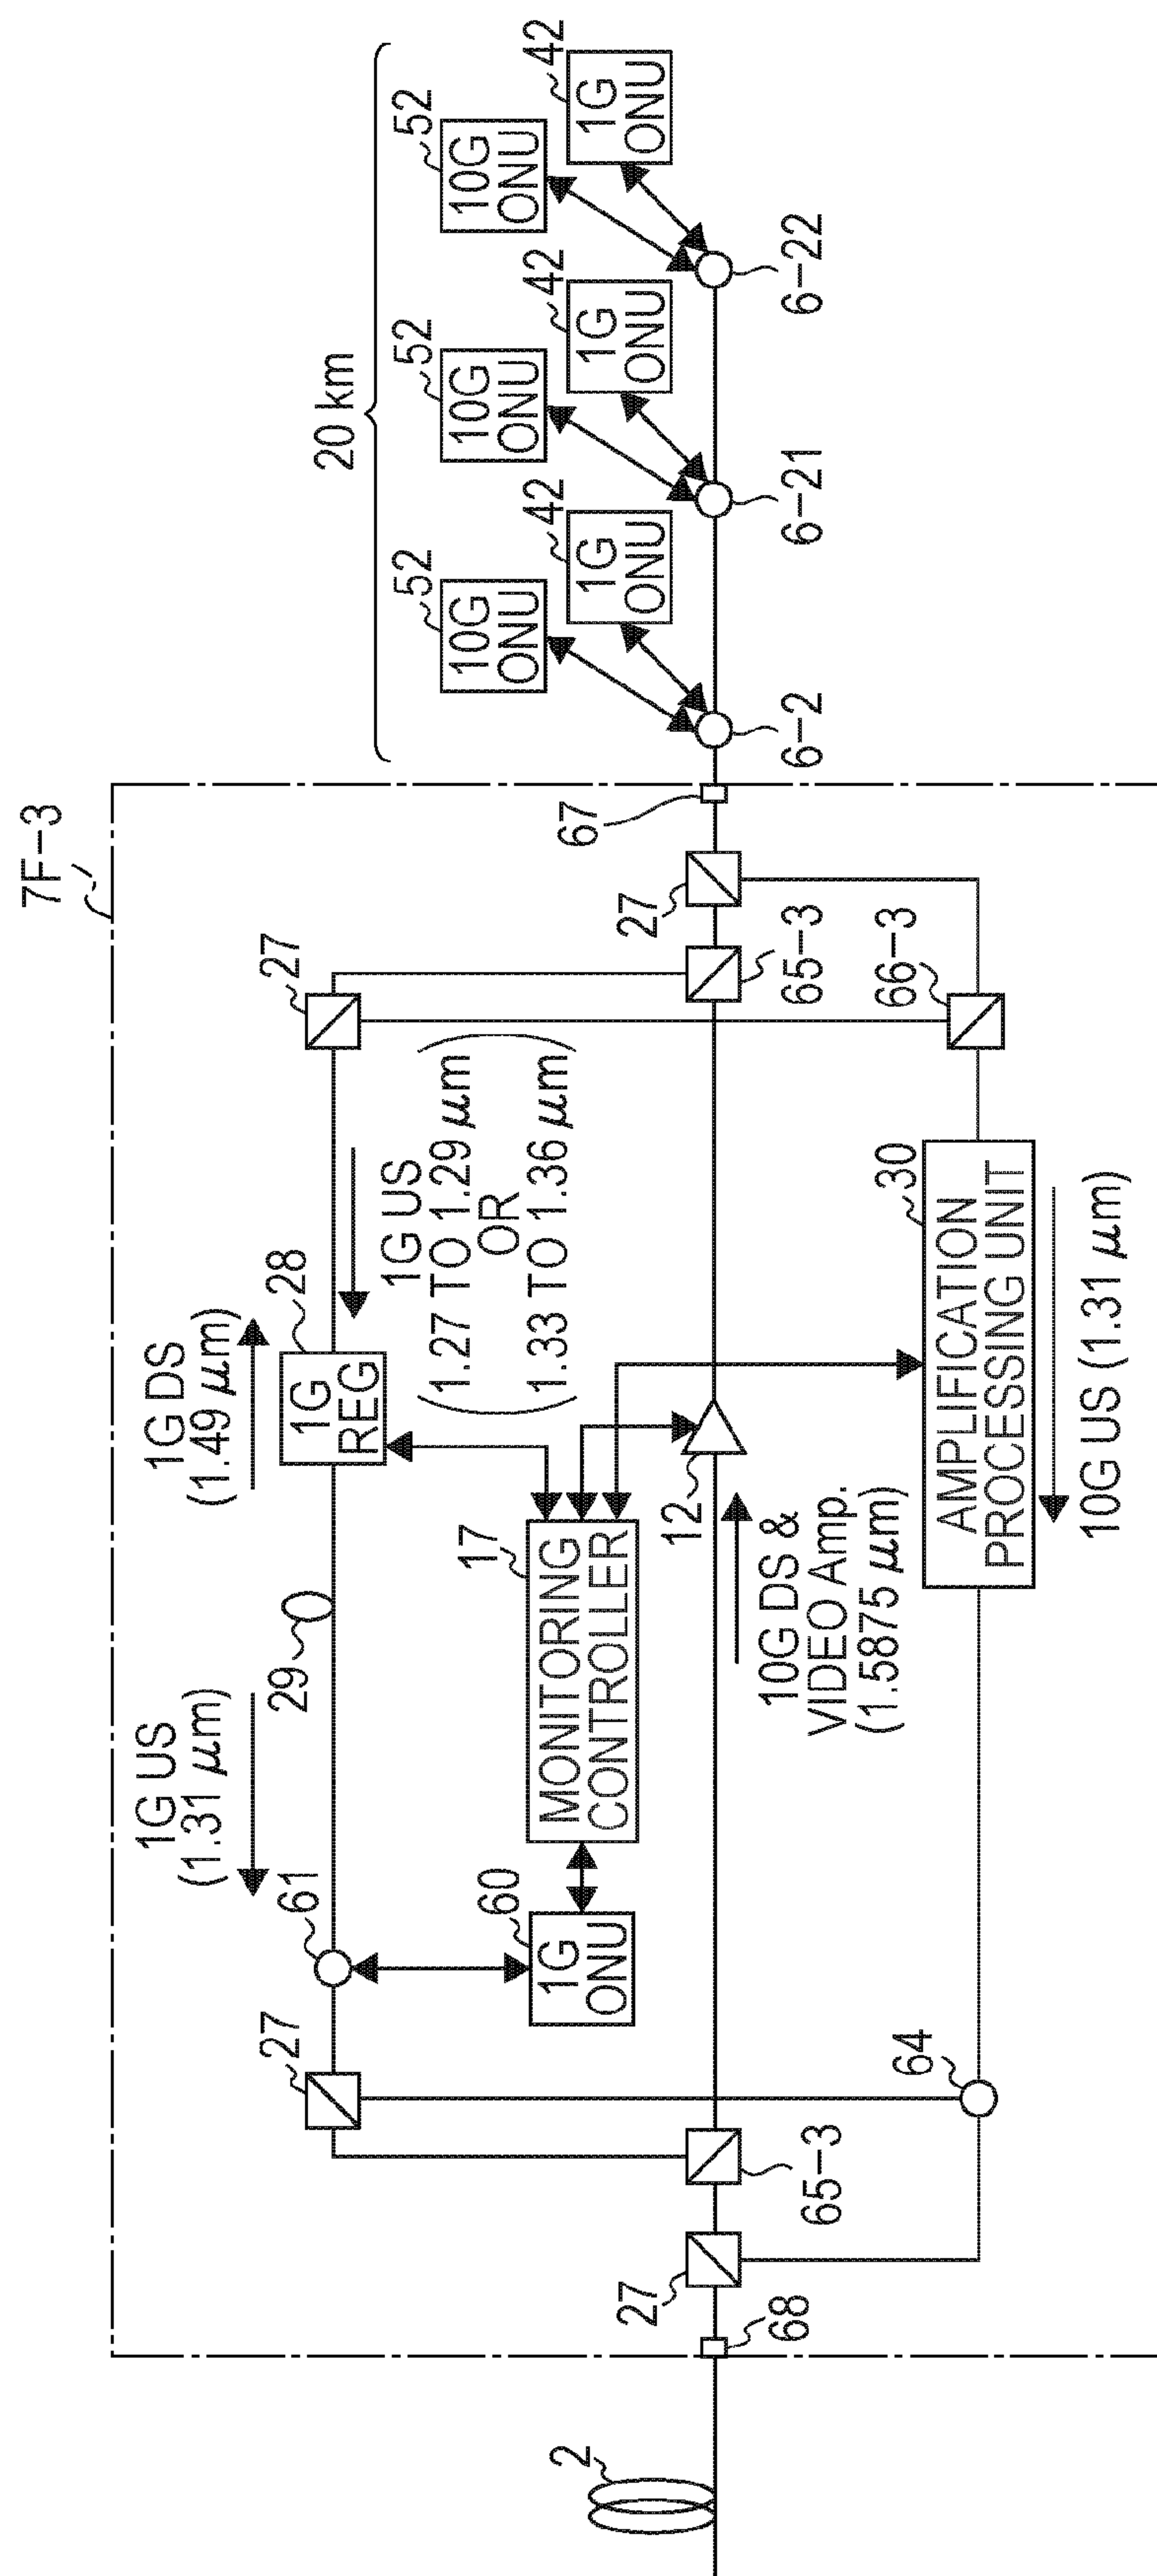 7F-3
20 km
52
10G
ONU
52
10G
ONU
52
10G
ONU
42
1G
ONU
42
1G
ONU
42
1G
ONU
6-2
6-21
6-22
1G US
(1.31 μm)
1G DS
(1.49 μm)
27
61
29
28
1G
REG
27
1G US
(1.27 TO 1.29 μm
OR
1.33 TO 1.36 μm)
60
1G
ONU
17
MONITORING
CONTROLLER
2
68
27
65-3
12
10G DS &
VIDEO Amp.
(1.5875 μm)
65-3
27
67
64
30
AMPLIFICATION
PROCESSING UNIT
66-3
10G US (1.31 μm)